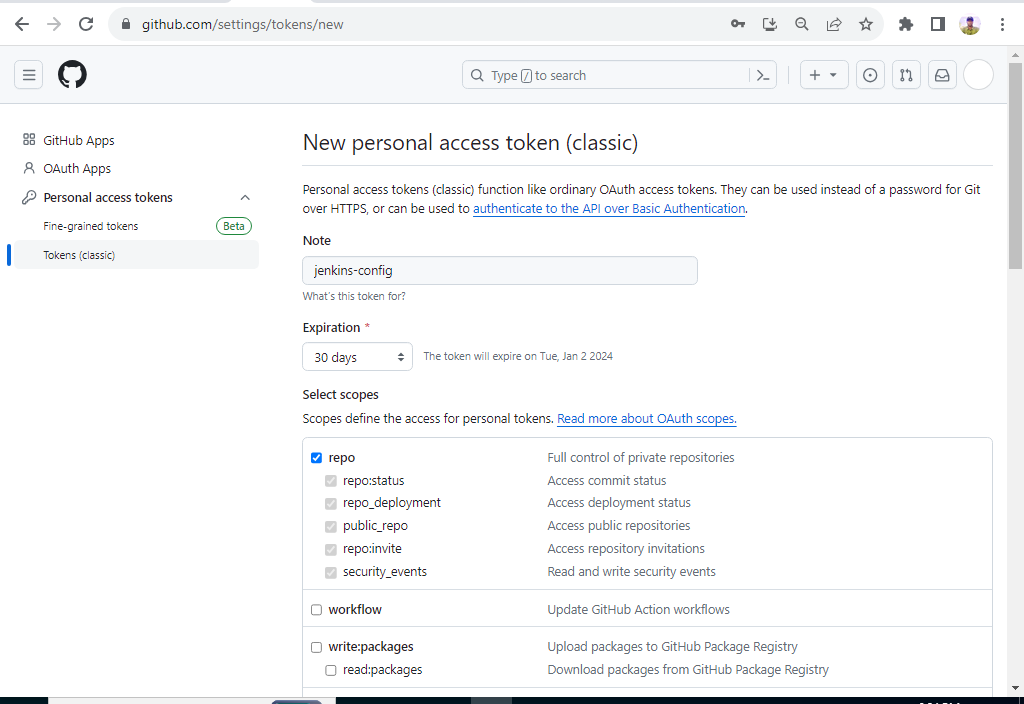 github.com/settings/tokens/new
Type / to search
GitHub Apps
OAuth Apps
Personal access tokens
Fine-grained tokens Beta
Tokens (classic)
New personal access token (classic)
Personal access tokens (classic) function like ordinary OAuth access tokens. They can be used instead of a password for Git
over HTTPS, or can be used to authenticate to the API over Basic Authentication.
Note
jenkins-config
What's this token for?
Expiration *
30 days The token will expire on Tue, Jan 2 2024
Select scopes
Scopes define the access for personal tokens. Read more about OAuth scopes.
repo Full control of private repositories
repo:status Access commit status
repo_deployment Access deployment status
public_repo Access public repositories
repo:invite Access repository invitations
security_events Read and write security events
workflow Update GitHub Action workflows
write:packages Upload packages to GitHub Package Registry
read:packages Download packages from GitHub Package Registry